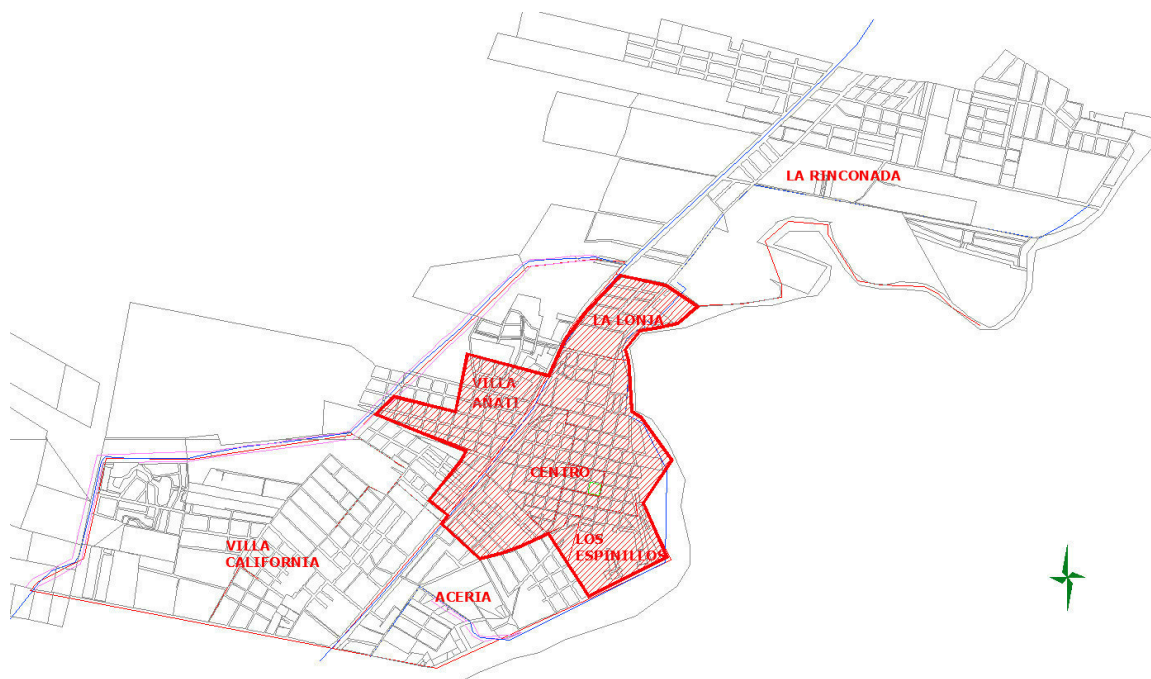 LA RINCONADA
LA LONJA
VILLA
AÑATI
CENTRO
LOS
ESPINILLOS
VILLA
CALIFORNIA
ACERIA